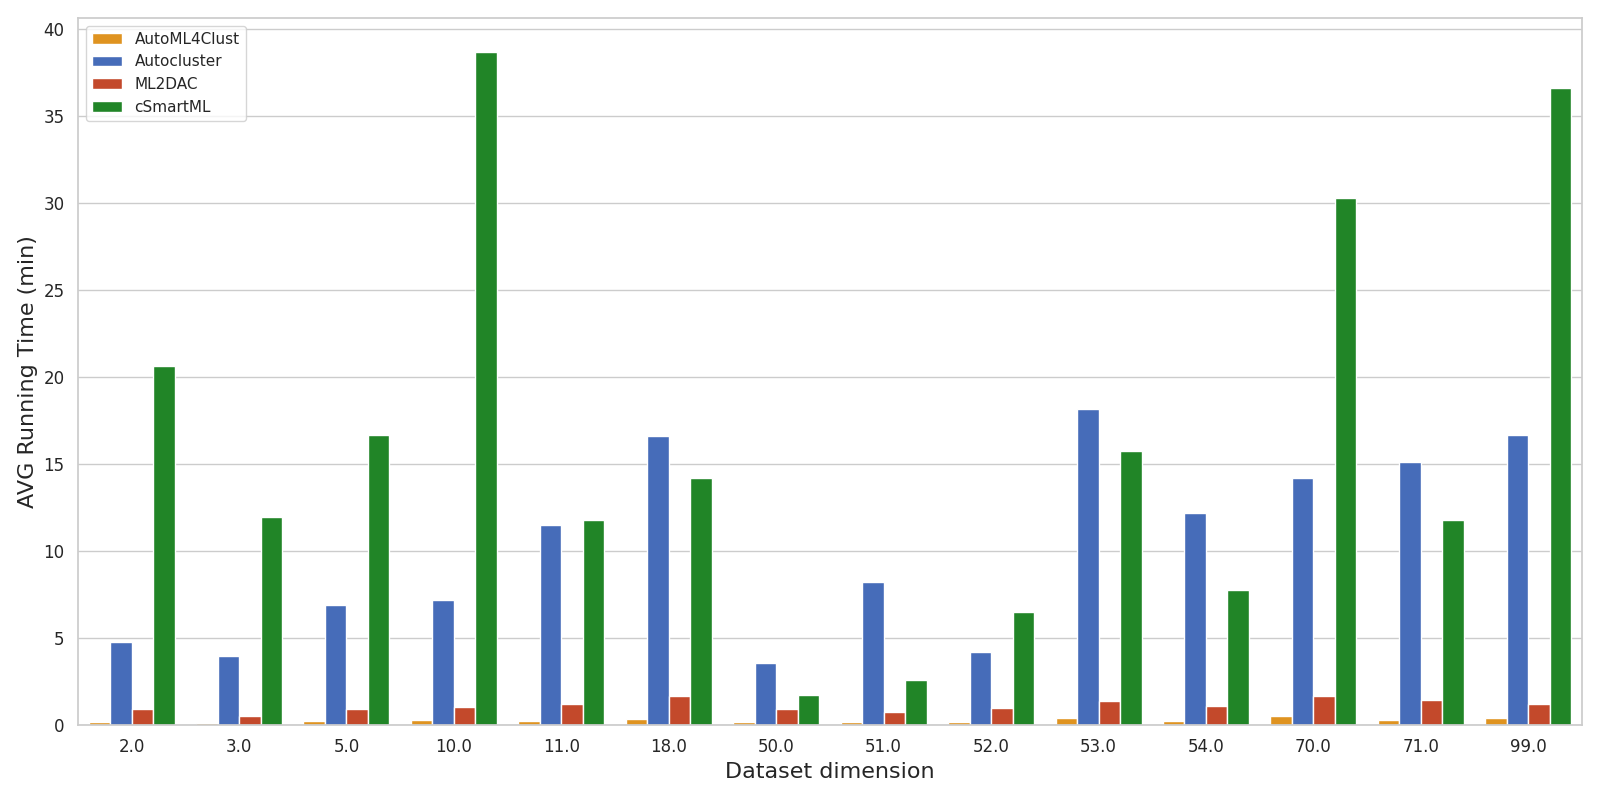 AutoML4Clust
Autocluster
ML2DAC
cSmartML
AVG Running Time (min)
40
35
30
25
20
15
10
5
0
2.0 3.0 5.0 10.0 11.0 18.0 50.0 51.0 52.0 53.0 54.0 70.0 71.0 99.0
Dataset dimension